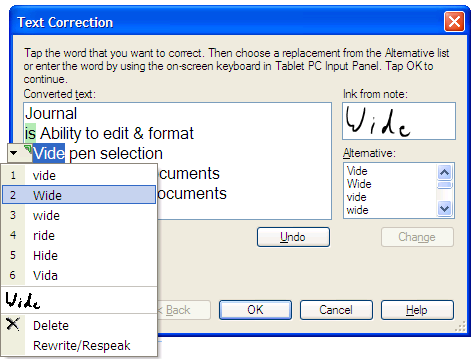 Text Correction
Tap the word that you want to correct. Then choose a replacement from the Alternative list
or enter the word by using the on-screen keyboard in Tablet PC Input Panel. Tap OK to
continue.
Converted text:
Journal
is Ability to edit & format
Vide pen selection
ocuments
ocuments
Ink from note:
Wide
Alternative:
Vide
Wide
vide
wide
Undo
Change
1 vide
2 Wide
3 wide
4 ride
5 Hide
6 Vida
Wide
Delete
Rewrite/Respeak
Back
OK
Cancel
Help